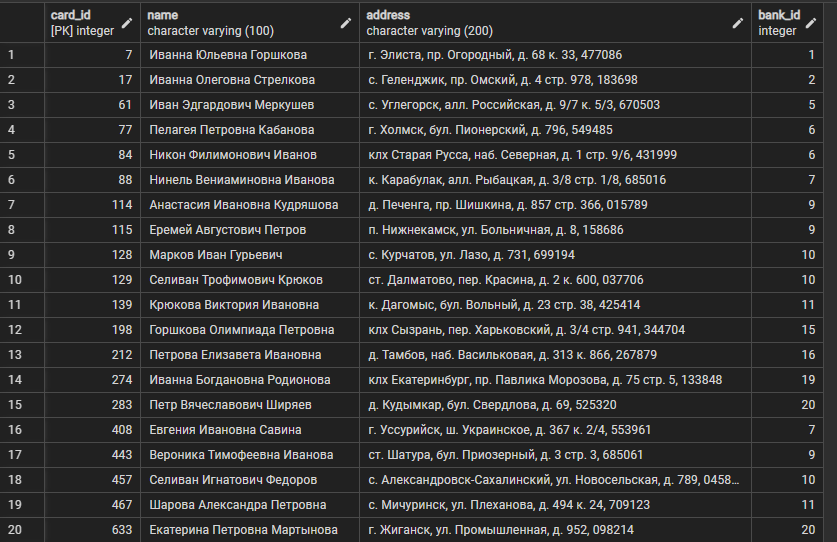 card_id name address bank_id
[PK] integer character varying (100) character varying (200) integer
1 7 Иванна Юльевна Горшкова г. Элиста, пр. Огородный, д. 68 к. 33, 477086 1
2 17 Иванна Олеговна Стрелкова с. Геленджик, пр. Омский, д. 4 стр. 978, 183698 2
3 61 Иван Эдгардович Меркушев с. Углегорск, алл. Российская, д. 9/7 к. 5/3, 670503 5
4 77 Пелагея Петровна Кабанова г. Холмск, бул. Пионерский, д. 796, 549485 6
5 84 Никон Филимонович Иванов клх Старая Русса, наб. Северная, д. 1 стр. 9/6, 431999 6
6 88 Нинель Вениаминовна Иванова к. Карабулак, алл. Рыбацкая, д. 3/8 стр. 1/8, 685016 7
7 114 Анастасия Ивановна Кудряшова д. Печенга, пр. Шишкина, д. 857 стр. 366, 015789 9
8 115 Еремей Августович Петров п. Нижнекамск, ул. Больничная, д. 8, 158686 9
9 128 Марков Иван Гурьевич с. Курчатов, ул. Лазо, д. 731, 699194 10
10 129 Селиван Трофимович Крюков ст. Далматово, пер. Красина, д. 2 к. 600, 037706 10
11 139 Крюкова Виктория Ивановна к. Дагомыс, бул. Вольный, д. 23 стр. 38, 425414 11
12 198 Горшкова Олимпиада Петровна клх Сызрань, пер. Харьковский, д. 3/4 стр. 941, 344704 15
13 212 Петрова Елизавета Ивановна д. Тамбов, наб. Васильковая, д. 313 к. 866, 267879 16
14 274 Иванна Богдановна Родионова клх Екатеринбург, пр. Павлика Морозова, д. 75 стр. 5, 133848 19
15 283 Петр Вячеславович Ширяев д. Кудымкар, бул. Свердлова, д. 69, 525320 20
16 408 Евгения Ивановна Савина г. Уссурийск, ш. Украинское, д. 367 к. 2/4, 553961 7
17 443 Вероника Тимофеевна Иванова ст. Шатура, бул. Приозерный, д. 3 стр. 3, 685061 9
18 457 Селиван Игнатович Федоров с. Александровск-Сахалинский, ул. Новосельская, д. 789, 0458... 10
19 467 Шарова Александра Петровна с. Мичуринск, ул. Плеханова, д. 494 к. 24, 709123 11
20 633 Екатерина Петровна Мартынова г. Жиганск, ул. Промышленная, д. 952, 098214 20